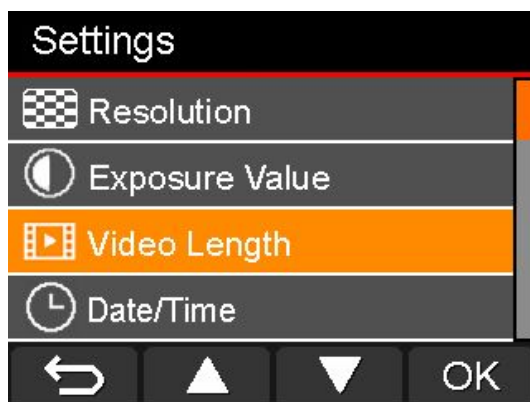 Settings
Resolution
Exposure Value
Video Length
Date/Time
OK